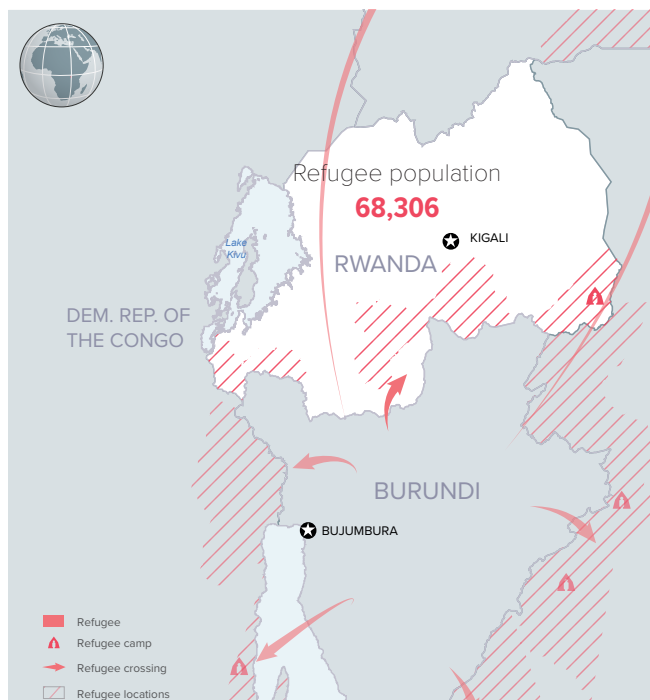 Refugee population
68,306
KIGALI
Lake
Kivu
RWANDA
DEM. REP. OF
THE CONGO
BURUNDI
BUJUMBURA
Refugee
Refugee camp
Refugee crossing
Refugee locations